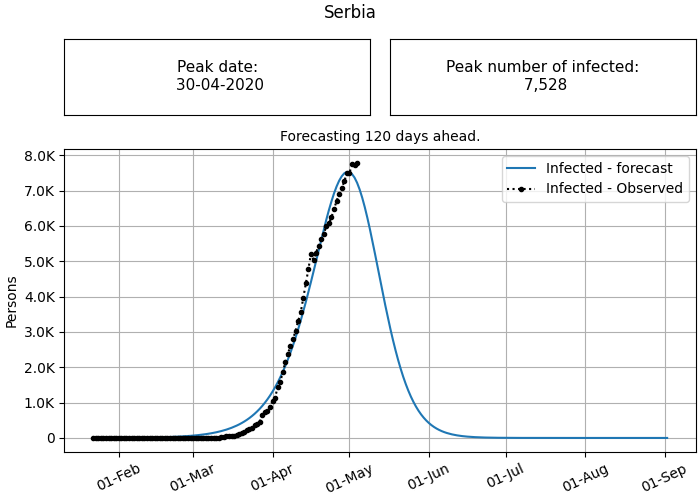 Serbia
Peak date:
30-04-2020
Peak number of infected:
7,528
Forecasting 120 days ahead.
8.0K
7.0K
6.0K
5.0K
4.0K
3.0K
2.0K
1.0K
0
Persons
Infected - forecast
Infected - Observed
01-Feb
01-Mar
01-Apr
01-May
01-Jun
01-Jul
01-Aug
01-Sep